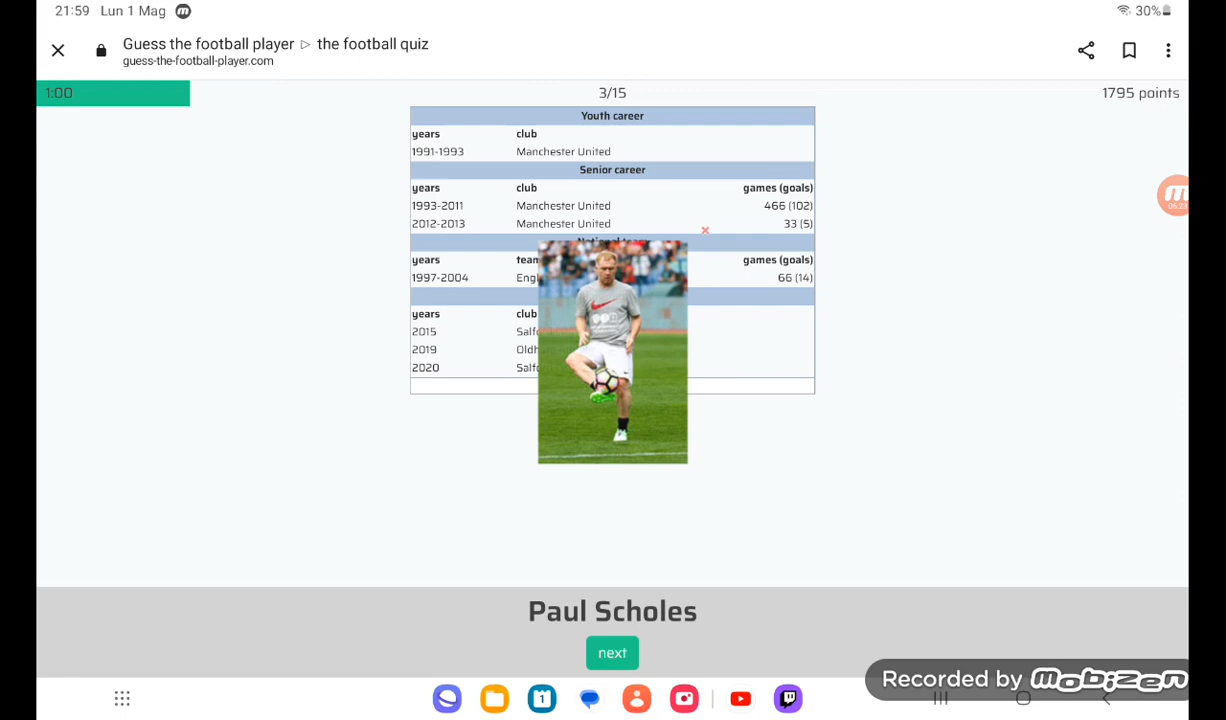 21:59 Lun 1 Mag m 30%
Guess the football player ▷ the football quiz
guess-the-football-player.com
1:00 3/15 1795 points
Youth career
years club
1991-1993 Manchester United
Senior career
years club games (goals)
1993-2011 Manchester United 466 (102)
2012-2013 Manchester United 33 (5)
years games (goals)
1997-2004 66 (14)
years club
2015
2019
2020
06:23
Paul Scholes
next
Recorded by mobizen
1